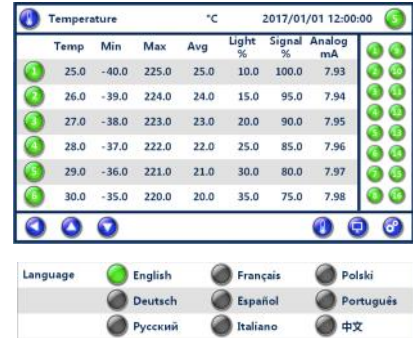 Temperature °C 2017/01/01 12:00:00 5
Temp Min Max Avg Light % Signal % Analog mA
1 25.0 -40.0 225.0 25.0 10.0 100.0 7.93
2 26.0 -39.0 224.0 24.0 15.0 95.0 7.94
3 27.0 -38.0 223.0 23.0 20.0 90.0 7.95
4 28.0 -37.0 222.0 22.0 25.0 85.0 7.96
5 29.0 -36.0 221.0 21.0 30.0 80.0 7.97
6 30.0 -35.0 220.0 20.0 35.0 75.0 7.98
Language English Français Polski
Deutsch Español Português
Русский Italiano 中文